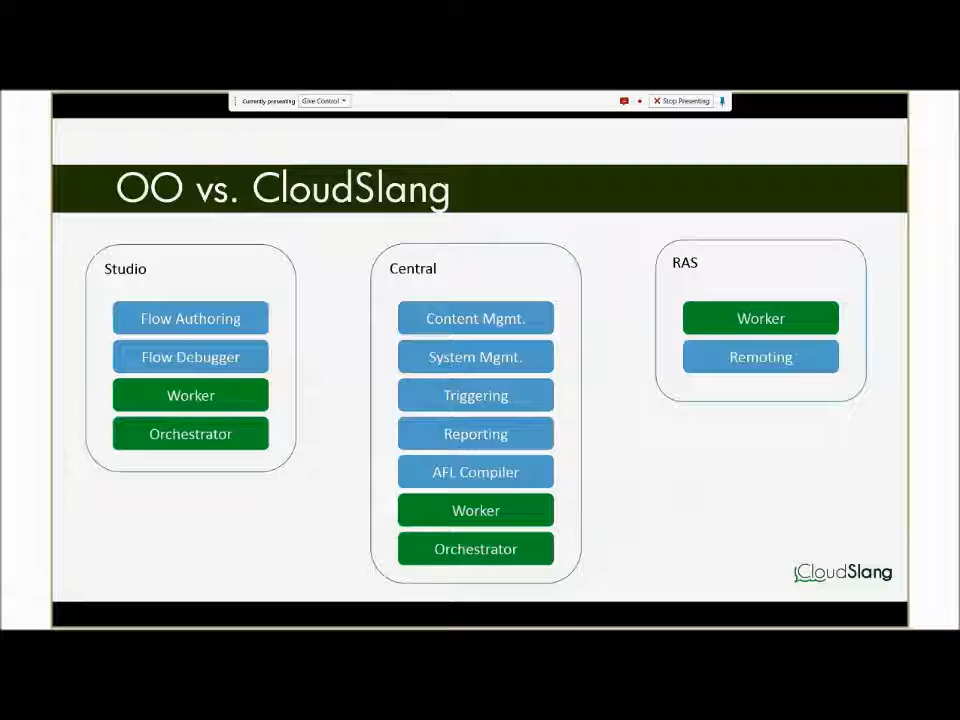 Currently presenting
Give Control
Stop Presenting
OO vs. CloudSlang
Studio
Flow Authoring
Flow Debugger
Worker
Orchestrator
Central
Content Mgmt.
System Mgmt.
Triggering
Reporting
AFL Compiler
Worker
Orchestrator
RAS
Worker
Remoting
CloudSlang